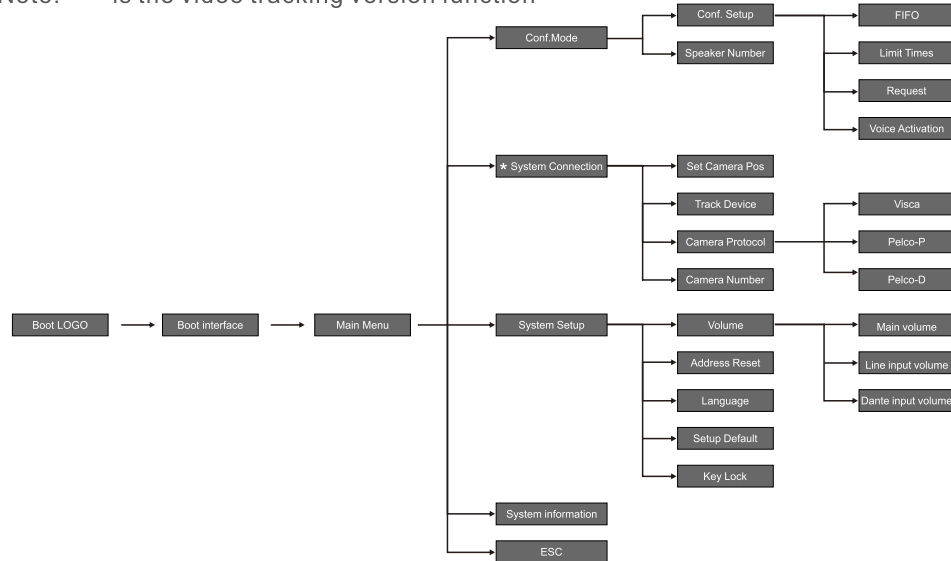 Note: is the video tracking version function
Conf.Mode
Conf. Setup
FIFO
Speaker Number
Limit Times
Request
Voice Activation
* System Connection
Set Camera Pos
Track Device
Visca
Camera Protocol
Pelco-P
Camera Number
Pelco-D
Boot LOGO
Boot interface
Main Menu
System Setup
Volume
Main volume
Address Reset
Line input volume
Language
Dante input volume
Setup Default
Key Lock
System information
ESC